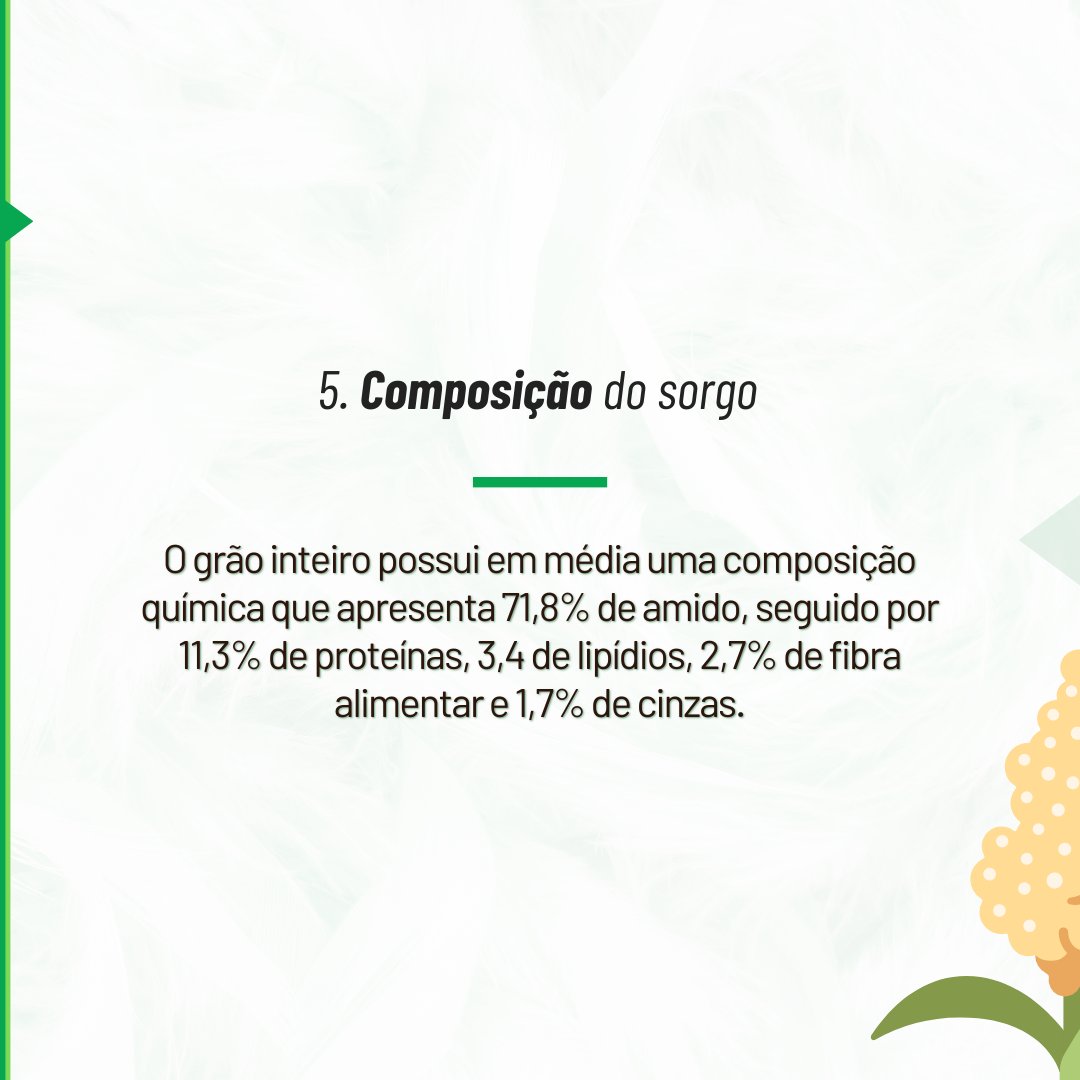 5. Composição do sorgo
O grão inteiro possui em média uma composição
química que apresenta 71,8% de amido, seguido por
11,3% de proteínas, 3,4 de lipídios, 2,7% de fibra
alimentar e 1,7% de cinzas.